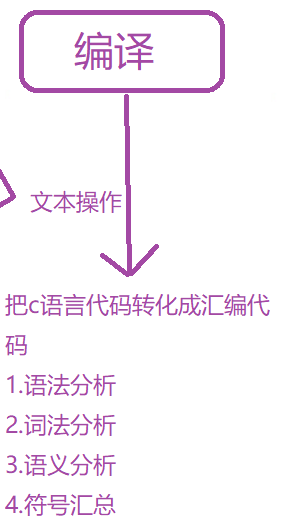 编译
文本操作
把c语言代码转化成汇编代
码
1.语法分析
2.词法分析
3.语义分析
4.符号汇总